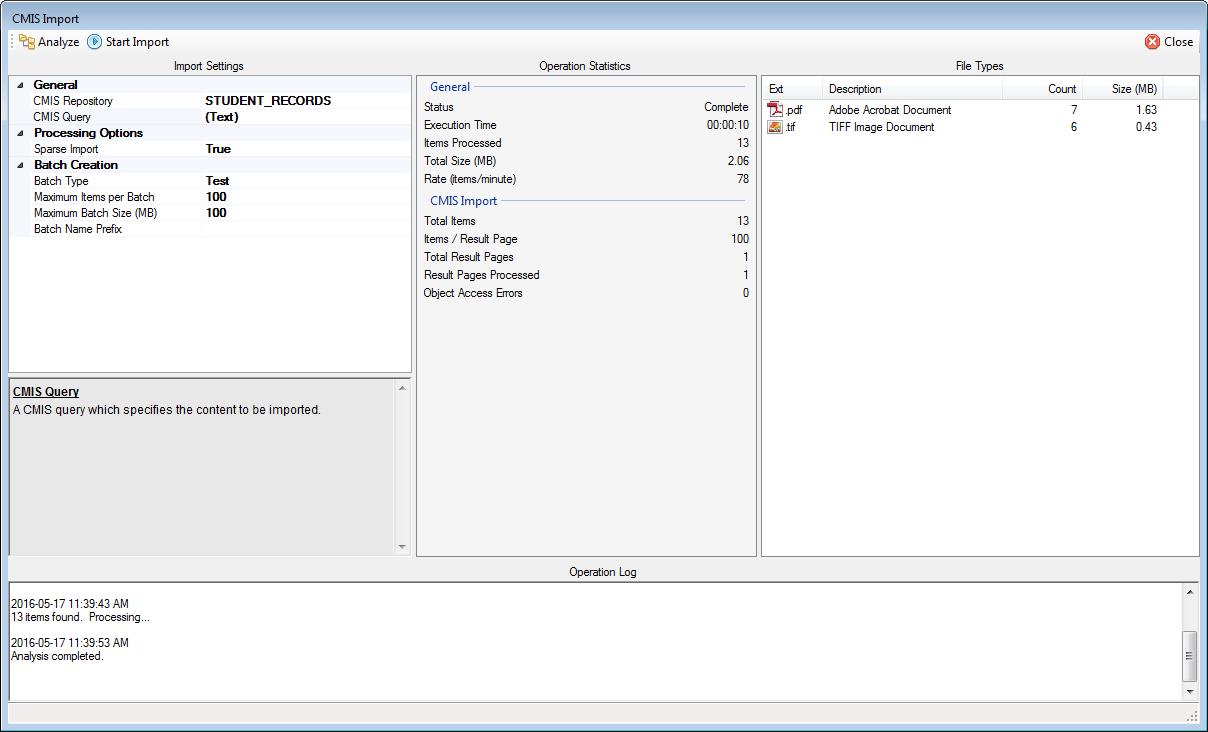 CMIS Import
Analyze Start Import Close
Import Settings
General
CMIS Repository STUDENT_RECORDS
CMIS Query (Text)
Processing Options
Sparse Import True
Batch Creation
Batch Type Test
Maximum Items per Batch 100
Maximum Batch Size (MB) 100
Batch Name Prefix
CMIS Query
A CMIS query which specifies the content to be imported.
Operation Statistics
General
Status Complete
Execution Time 00:00:10
Items Processed 13
Total Size (MB) 2.06
Rate (items/minute) 78
CMIS Import
Total Items 13
Items / Result Page 100
Total Result Pages 1
Result Pages Processed 1
Object Access Errors 0
File Types
Ext Description Count Size (MB)
.pdf Adobe Acrobat Document 7 1.63
.tif TIFF Image Document 6 0.43
Operation Log
2016-05-17 11:39:43 AM
13 items found. Processing...
2016-05-17 11:39:53 AM
Analysis completed.